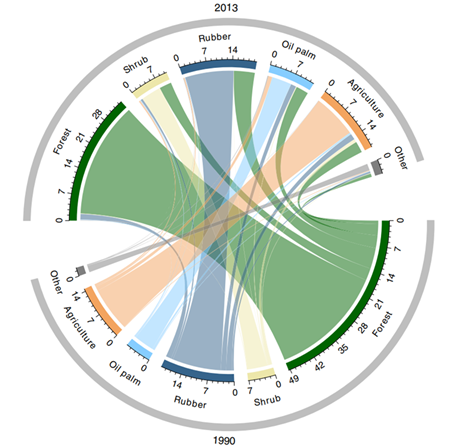 2013
Rubber
0 7 14
Oil palm
0 7
Shrub
0 7
Agriculture
0 7 14
Forest
0 7 14 21 28
Other
0
Other
0
Agriculture
14 7 0
Oil palm
0
Rubber
14 7 0
Shrub
7 0
Forest
49 42 35 28 21 14 7 0
1990